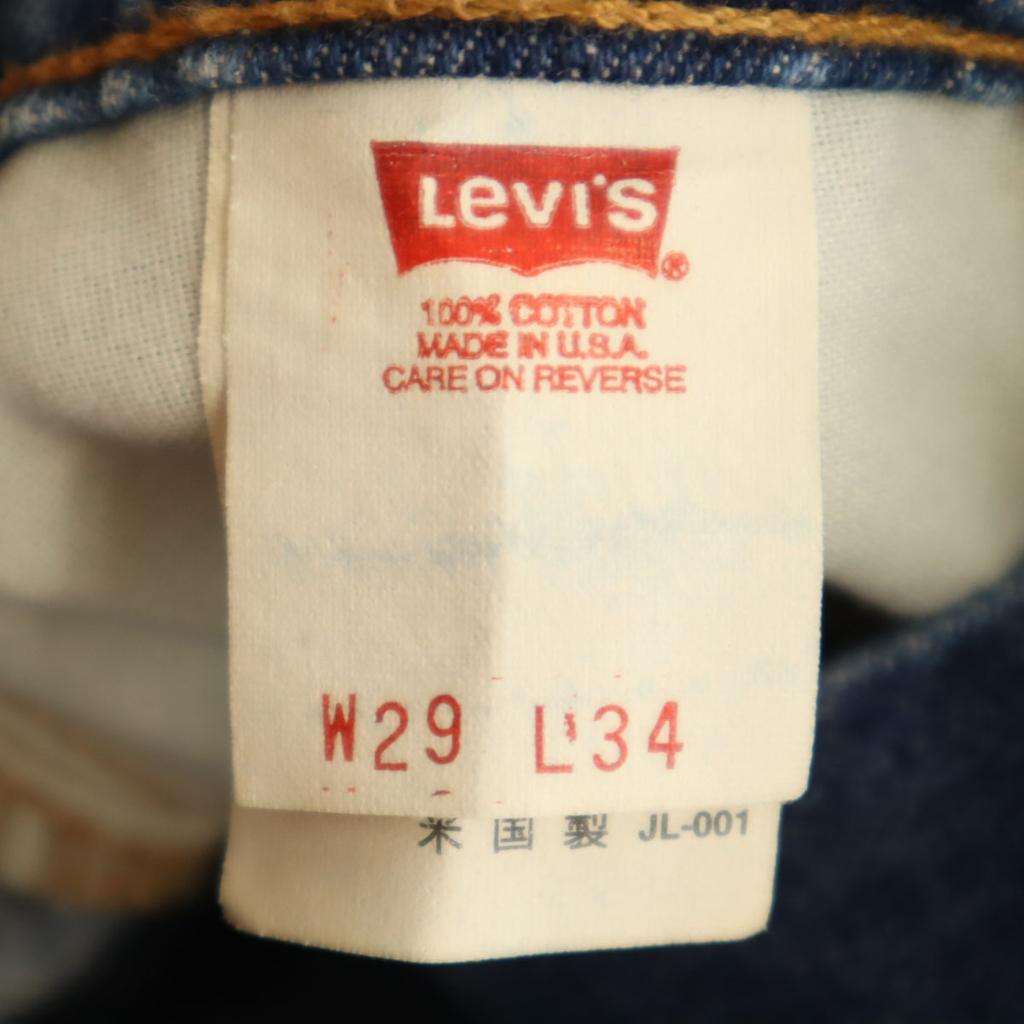 Levi's
®
100% COTTON
MADE IN U.S.A.
CARE ON REVERSE
W29 L34
米国製 JL-001